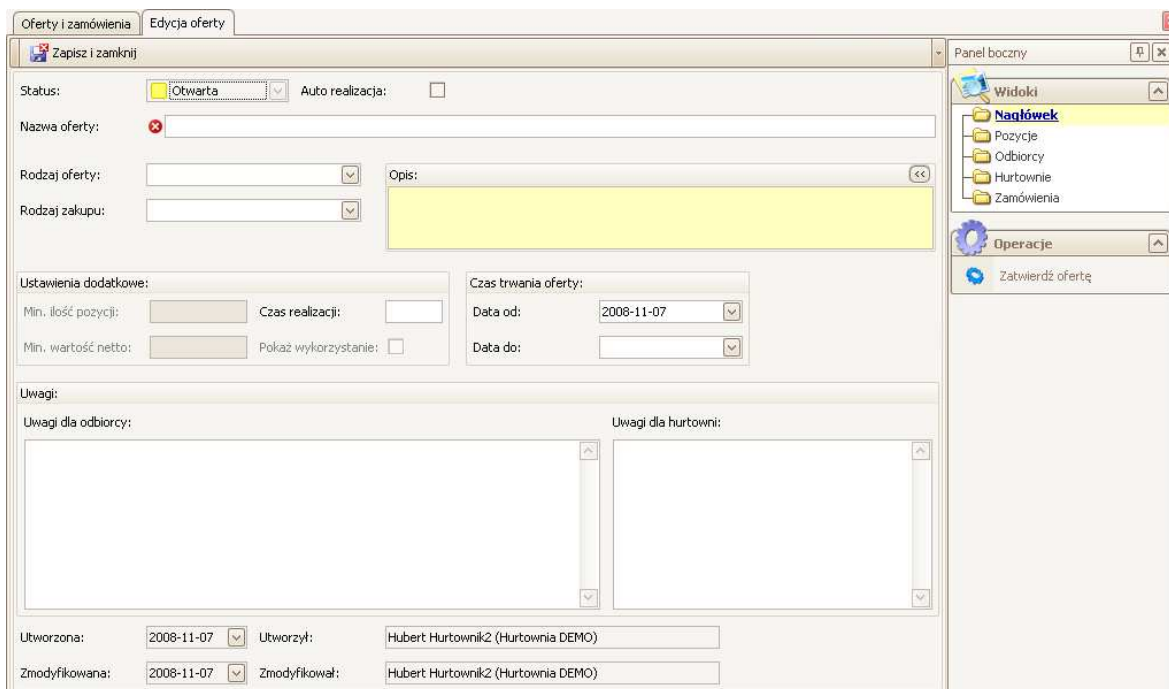 Oferty i zamówienia Edycja oferty
Zapisz i zamknij
Panel boczny
Status: Otwarta Auto realizacja:
Widoki
Nagłówek
Pozycje
Odbiorcy
Hurtownie
Zamówienia
Nazwa oferty:
Rodzaj oferty: Opis: <<
Rodzaj zakupu:
Operacje
Zatwierdź ofertę
Ustawienia dodatkowe: Czas trwania oferty:
Min. ilość pozycji: Czas realizacji: Data od: 2008-11-07
Min. wartość netto: Pokaż wykorzystanie: Data do:
Uwagi:
Uwagi dla odbiorcy: Uwagi dla hurtowni:
Utworzona: 2008-11-07 Utworzył: Hubert Hurtownik2 (Hurtownia DEMO)
Zmodyfikowana: 2008-11-07 Zmodyfikował: Hubert Hurtownik2 (Hurtownia DEMO)